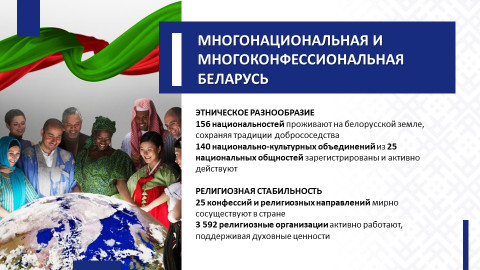 МНОГОНАЦИОНАЛЬНАЯ И
МНОГОКОНФЕССИОНАЛЬНАЯ
БЕЛАРУСЬ
ЭТНИЧЕСКОЕ РАЗНООБРАЗИЕ
156 национальностей проживают на белорусской земле,
сохраняя традиции добрососедства
140 национально-культурных объединений из 25
национальных общностей зарегистрированы и активно
действуют
РЕЛИГИОЗНАЯ СТАБИЛЬНОСТЬ
25 конфессий и религиозных направлений мирно
сосуществуют в стране
3 592 религиозные организации активно работают,
поддерживая духовные ценности